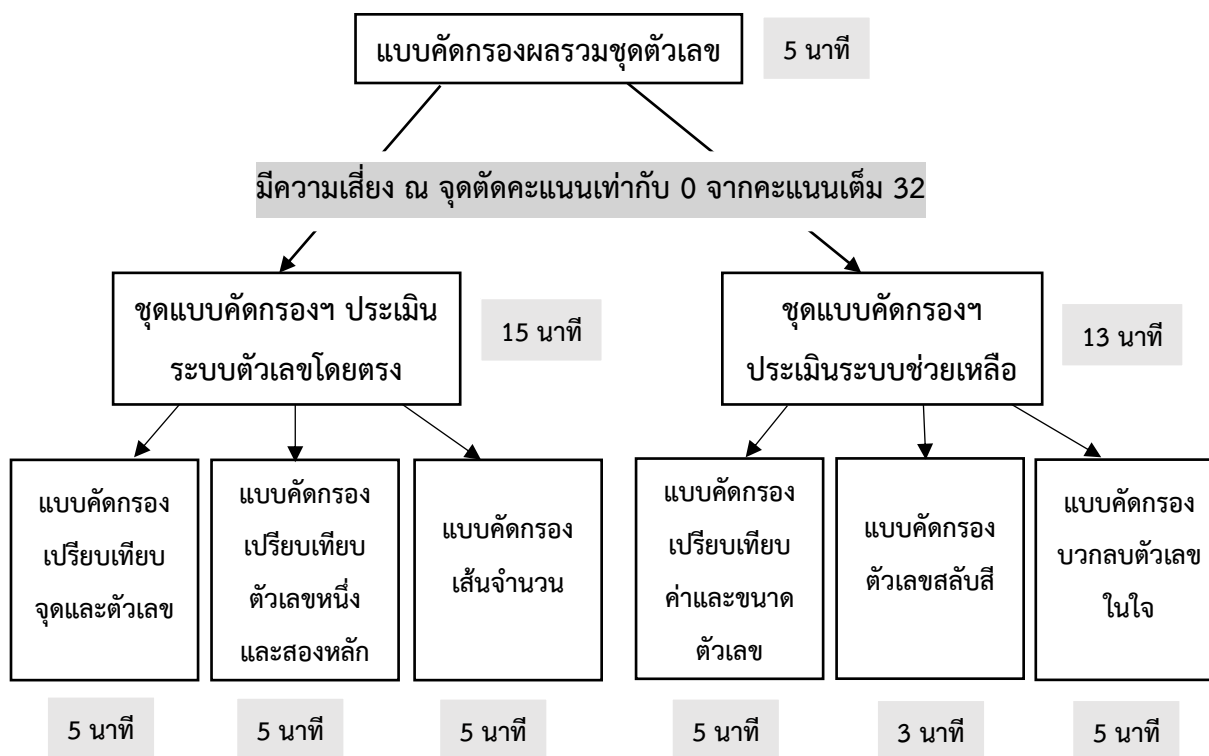 แบบคัดกรองผลรวมชุดตัวเลข
5 นาที
มีความเสี่ยง ณ จุดตัดคะแนนเท่ากับ 0 จากคะแนนเต็ม 32
ชุดแบบคัดกรองฯ ประเมิน
ระบบตัวเลขโดยตรง
15 นาที
ชุดแบบคัดกรองฯ
ประเมินระบบช่วยเหลือ
13 นาที
แบบคัดกรอง
เปรียบเทียบ
จุดและตัวเลข
แบบคัดกรอง
เปรียบเทียบ
ตัวเลขหนึ่ง
และสองหลัก
แบบคัดกรอง
เส้นจำนวน
แบบคัดกรอง
เปรียบเทียบ
ค่าและขนาด
ตัวเลข
แบบคัดกรอง
ตัวเลขสลับสี
แบบคัดกรอง
บวกลบตัวเลข
ในใจ
5 นาที
5 นาที
5 นาที
5 นาที
3 นาที
5 นาที